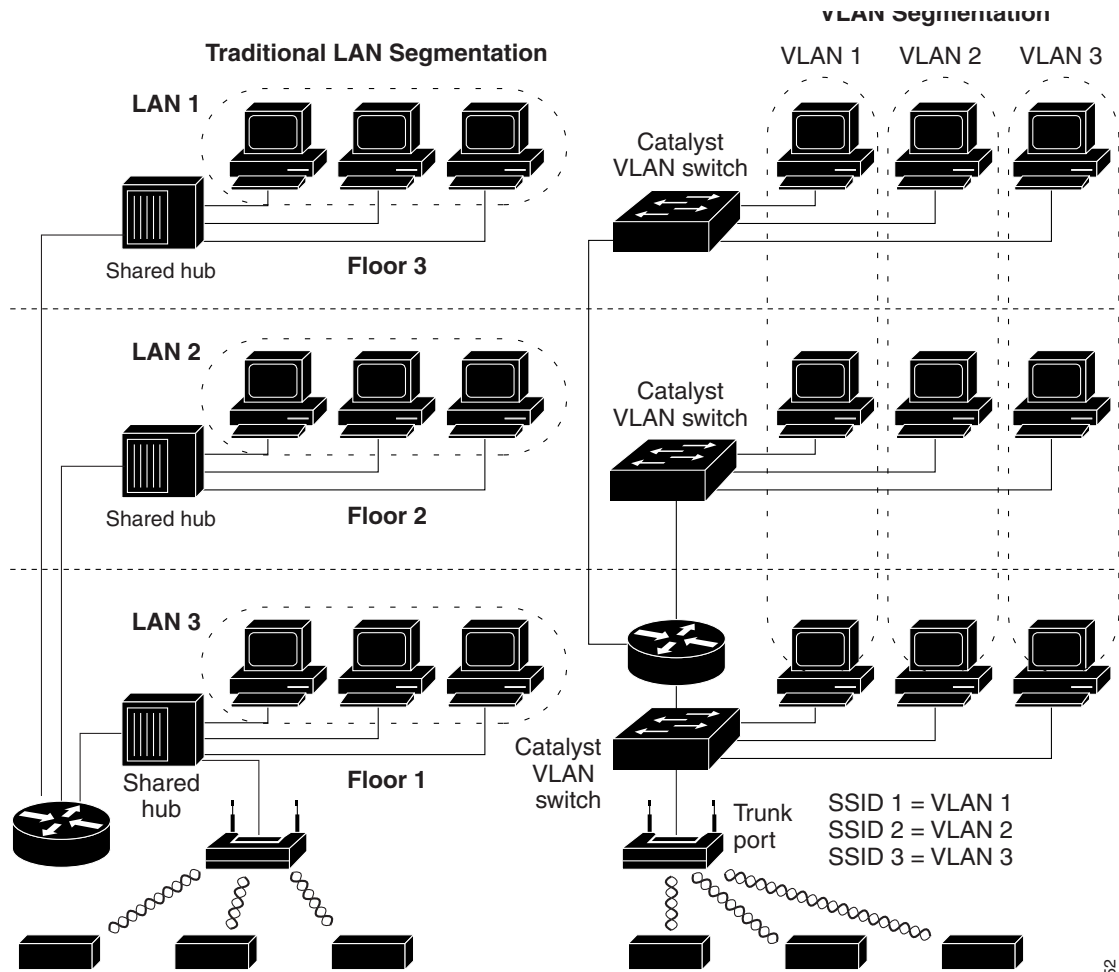 VLAN Segmentation
Traditional LAN Segmentation
VLAN 1 VLAN 2 VLAN 3
LAN 1
Catalyst
VLAN switch
Shared hub
Floor 3
LAN 2
Catalyst
VLAN switch
Shared hub
Floor 2
LAN 3
Catalyst
VLAN
switch
Shared
hub
Floor 1
Trunk
port
SSID 1 = VLAN 1
SSID 2 = VLAN 2
SSID 3 = VLAN 3